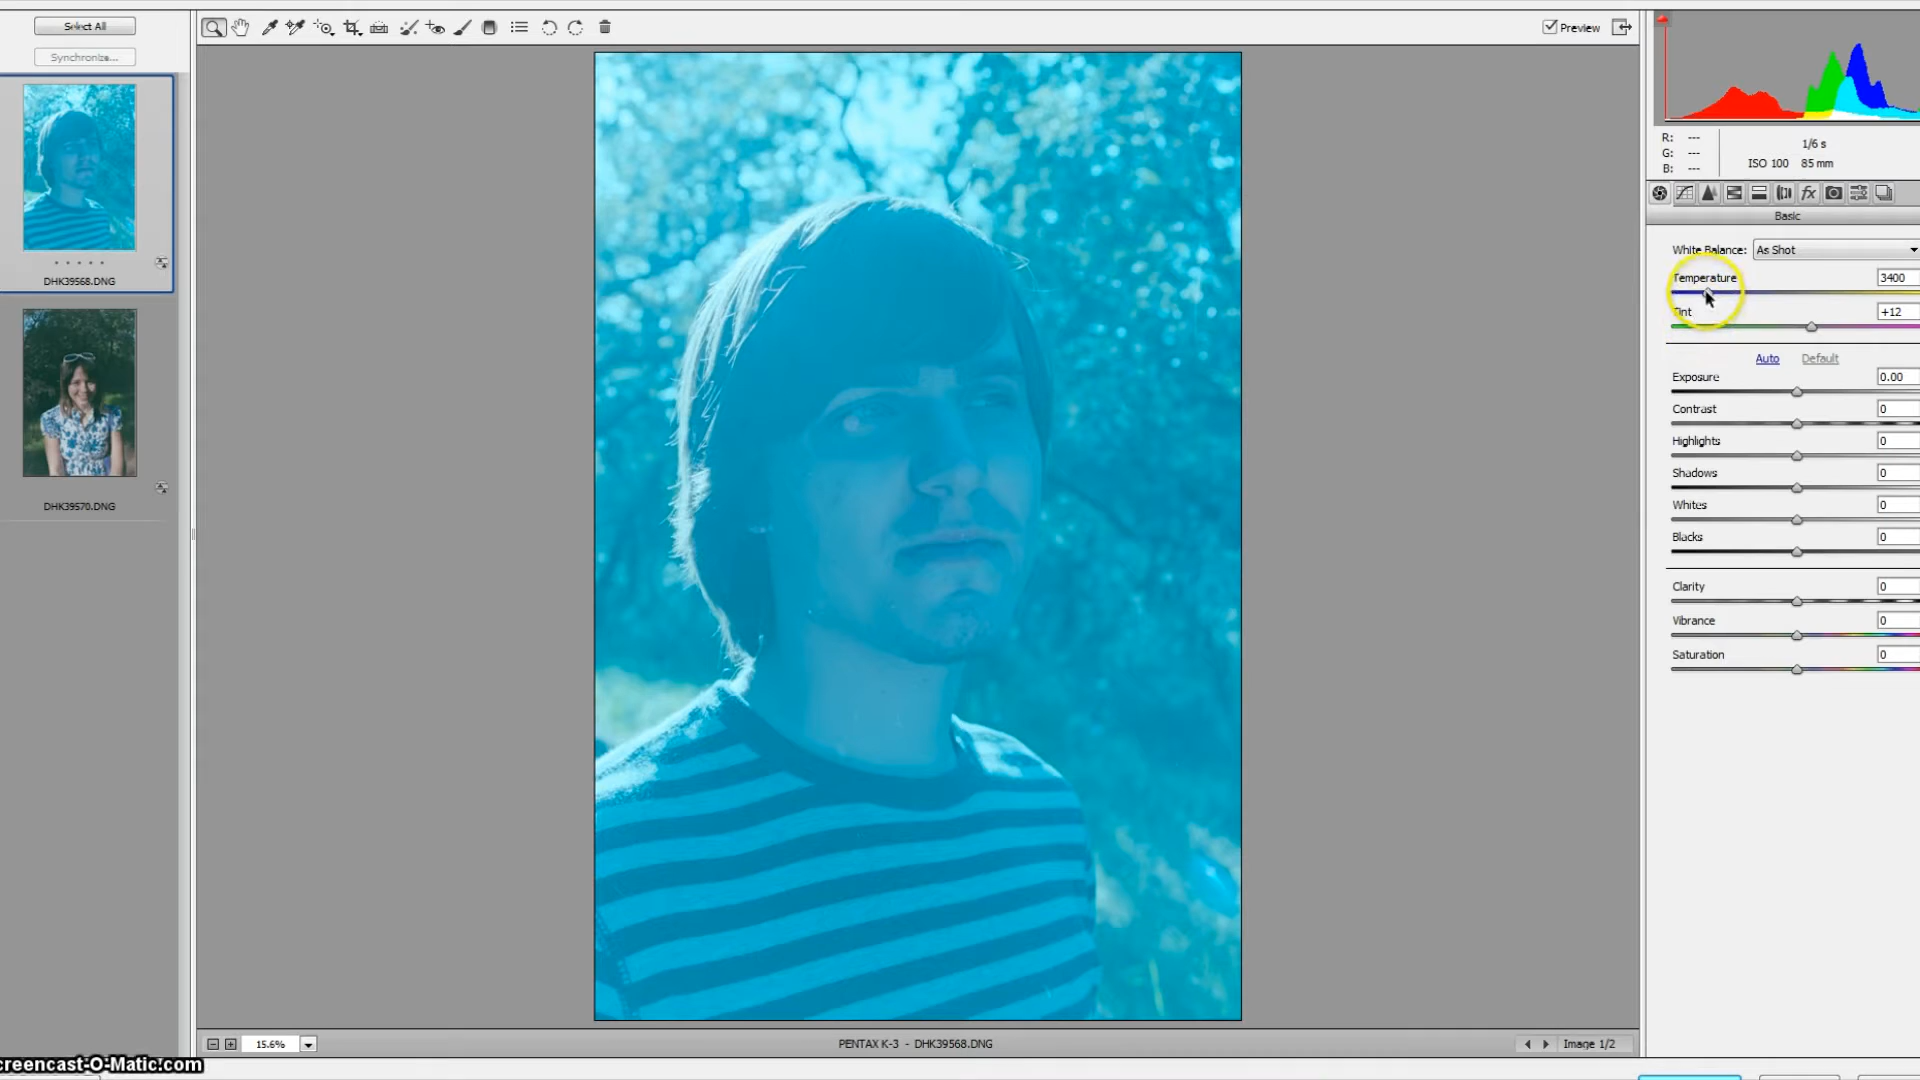 Select All
Synchronize...
Preview
DHK39568.DNG
DHK39570.DNG
R: ---
G: ---
B: ---
1/6 s
ISO 100 85 mm
fx
Basic
White Balance: As Shot
Temperature 3400
Tint +12
Auto Default
Exposure 0.00
Contrast 0
Highlights 0
Shadows 0
Whites 0
Blacks 0
Clarity 0
Vibrance 0
Saturation 0
15.6%
PENTAX K-3 - DHK39568.DNG
Image 1/2
creencast-O-Matic.com